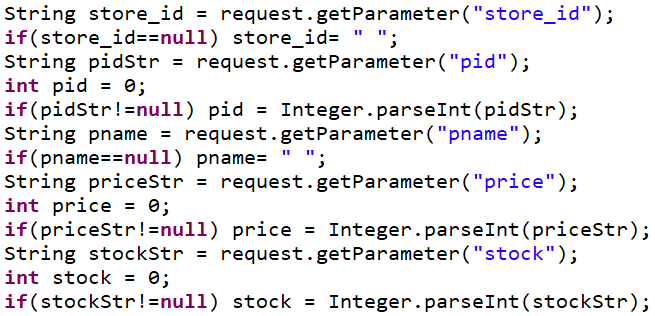 String store_id = request.getParameter("store_id");
if(store_id==null) store_id= " ";
String pidStr = request.getParameter("pid");
int pid = 0;
if(pidStr!=null) pid = Integer.parseInt(pidStr);
String pname = request.getParameter("pname");
if(pname==null) pname= " ";
String priceStr = request.getParameter("price");
int price = 0;
if(priceStr!=null) price = Integer.parseInt(priceStr);
String stockStr = request.getParameter("stock");
int stock = 0;
if(stockStr!=null) stock = Integer.parseInt(stockStr);